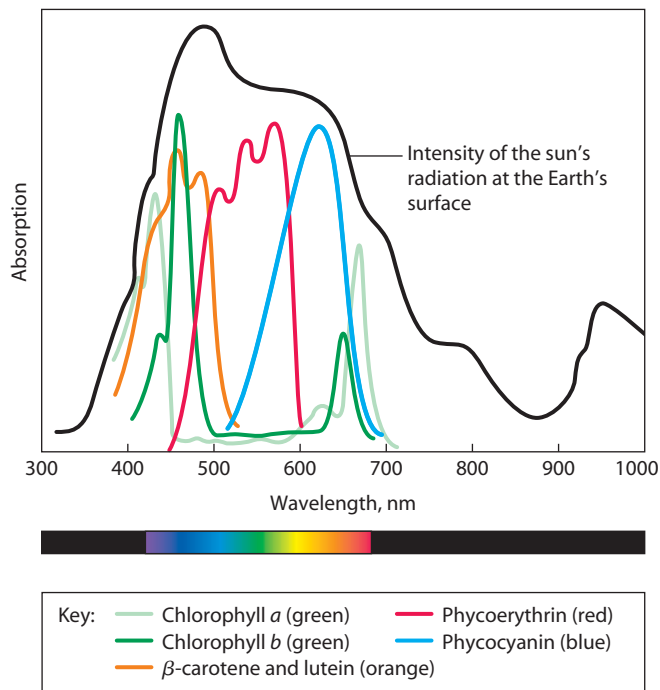 Absorption
Intensity of the sun's
radiation at the Earth's
surface
300 400 500 600 700 800 900 1000
Wavelength, nm
Key:
Chlorophyll a (green)
Chlorophyll b (green)
β-carotene and lutein (orange)
Phycoerythrin (red)
Phycocyanin (blue)